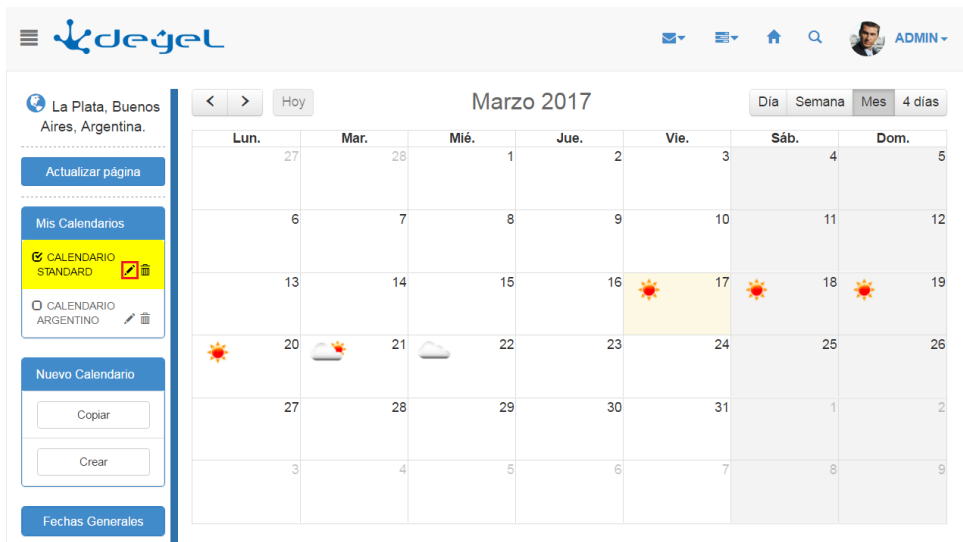 deyel
ADMIN
La Plata, Buenos
Aires, Argentina.
Actualizar página
Mis Calendarios
CALENDARIO
STANDARD
CALENDARIO
ARGENTINO
Nuevo Calendario
Copiar
Crear
Fechas Generales
Hoy
Marzo 2017
Día Semana Mes 4 días
Lun. Mar. Mié. Jue. Vie. Sáb. Dom.
27 28 1 2 3 4 5
6 7 8 9 10 11 12
13 14 15 16 17 18 19
20 21 22 23 24 25 26
27 28 29 30 31 1 2
3 4 5 6 7 8 9